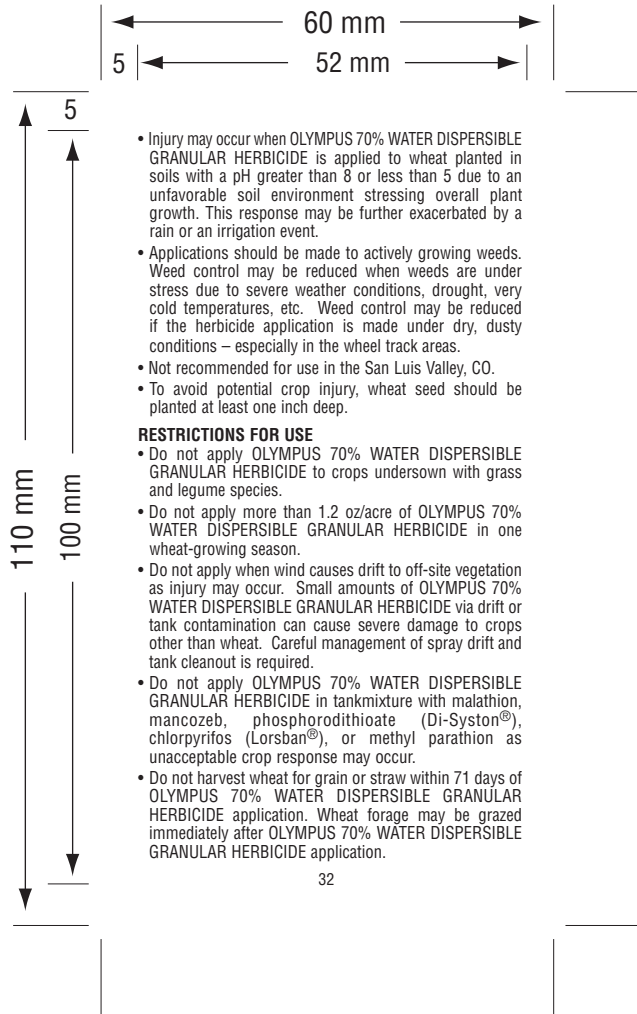 60 mm
5 52 mm
5
110 mm
100 mm
• Injury may occur when OLYMPUS 70% WATER DISPERSIBLE
GRANULAR HERBICIDE is applied to wheat planted in
soils with a pH greater than 8 or less than 5 due to an
unfavorable soil environment stressing overall plant
growth. This response may be further exacerbated by a
rain or an irrigation event.
• Applications should be made to actively growing weeds.
Weed control may be reduced when weeds are under
stress due to severe weather conditions, drought, very
cold temperatures, etc. Weed control may be reduced
if the herbicide application is made under dry, dusty
conditions – especially in the wheel track areas.
• Not recommended for use in the San Luis Valley, CO.
• To avoid potential crop injury, wheat seed should be
planted at least one inch deep.
RESTRICTIONS FOR USE
• Do not apply OLYMPUS 70% WATER DISPERSIBLE
GRANULAR HERBICIDE to crops undersown with grass
and legume species.
• Do not apply more than 1.2 oz/acre of OLYMPUS 70%
WATER DISPERSIBLE GRANULAR HERBICIDE in one
wheat-growing season.
• Do not apply when wind causes drift to off-site vegetation
as injury may occur. Small amounts of OLYMPUS 70%
WATER DISPERSIBLE GRANULAR HERBICIDE via drift or
tank contamination can cause severe damage to crops
other than wheat. Careful management of spray drift and
tank cleanout is required.
• Do not apply OLYMPUS 70% WATER DISPERSIBLE
GRANULAR HERBICIDE in tankmixture with malathion,
mancozeb, phosphorodithioate (Di-Syston®),
chlorpyrifos (Lorsban®), or methyl parathion as
unacceptable crop response may occur.
• Do not harvest wheat for grain or straw within 71 days of
OLYMPUS 70% WATER DISPERSIBLE GRANULAR
HERBICIDE application. Wheat forage may be grazed
immediately after OLYMPUS 70% WATER DISPERSIBLE
GRANULAR HERBICIDE application.
32